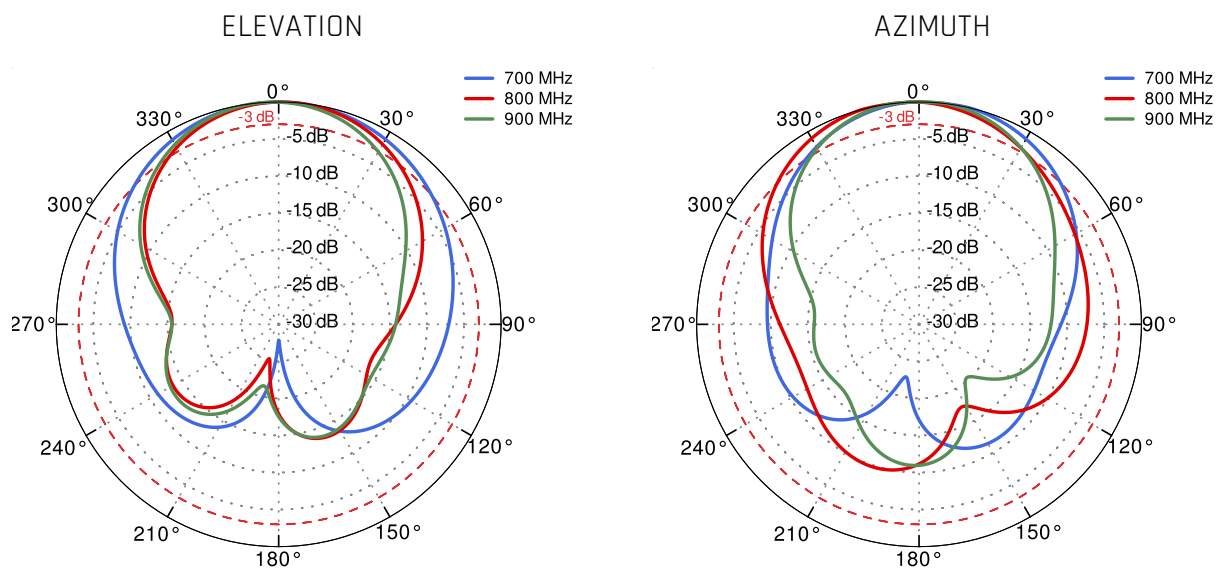 ELEVATION
700 MHz
800 MHz
900 MHz
0°
30°
60°
90°
120°
150°
180°
210°
240°
270°
300°
330°
-3 dB
-5 dB
-10 dB
-15 dB
-20 dB
-25 dB
-30 dB
AZIMUTH
700 MHz
800 MHz
900 MHz
0°
30°
60°
90°
120°
150°
180°
210°
240°
270°
300°
330°
-3 dB
-5 dB
-10 dB
-15 dB
-20 dB
-25 dB
-30 dB